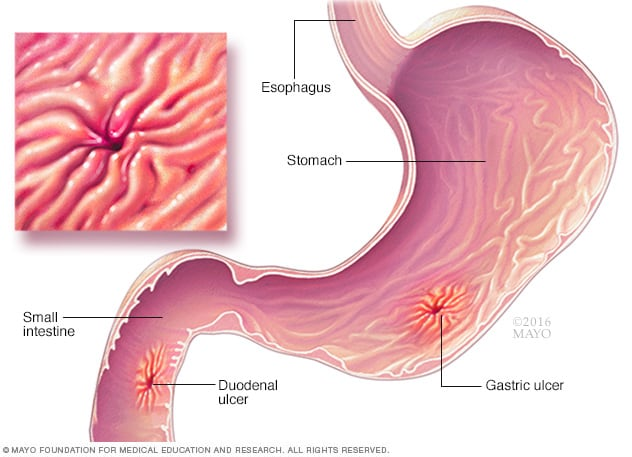 Esophagus
Stomach
Small
intestine
Duodenal
ulcer
Gastric ulcer
©2016
MAYO
© MAYO FOUNDATION FOR MEDICAL EDUCATION AND RESEARCH. ALL RIGHTS RESERVED.